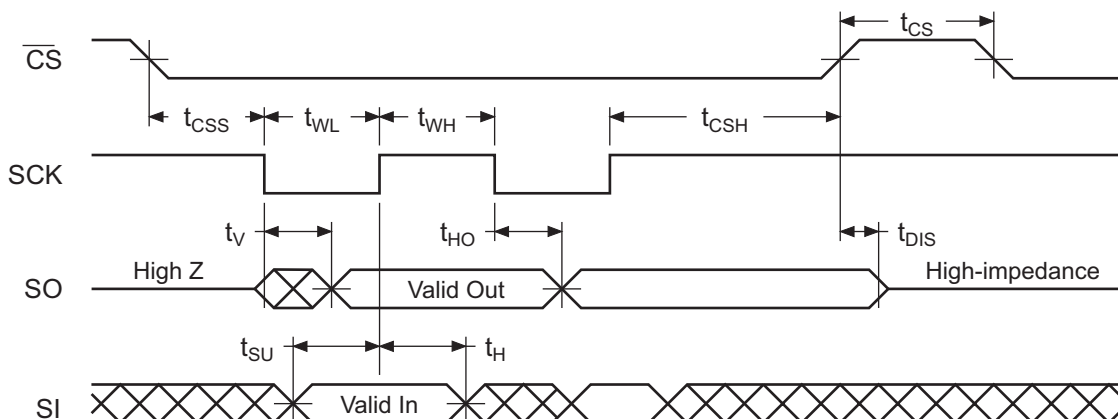 t_CS
C̅S̅
t_CSS t_WL t_WH t_CSH
SCK
t_V t_HO t_DIS
High Z High-impedance
SO Valid Out
t_SU t_H
SI Valid In